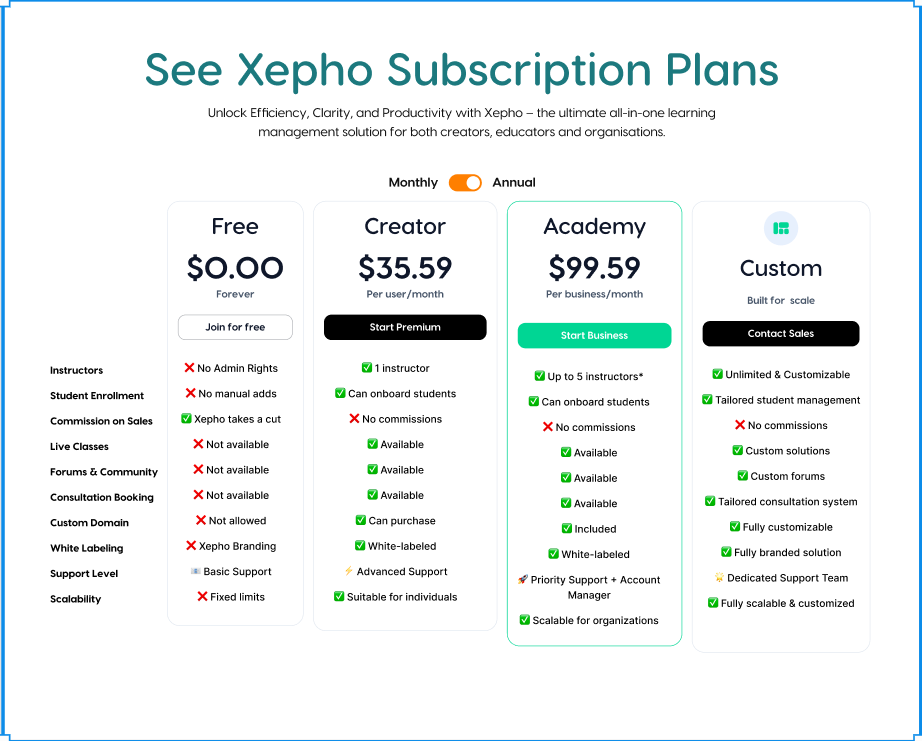 See Xepho Subscription Plans
Unlock Efficiency, Clarity, and Productivity with Xepho – the ultimate all-in-one learning
management solution for both creators, educators and organisations.
Monthly Annual
Free
$0.00
Forever
Join for free
❌ No Admin Rights
❌ No manual adds
✅ Xepho takes a cut
❌ Not available
❌ Not available
❌ Not available
❌ Not allowed
❌ Xepho Branding
📧 Basic Support
❌ Fixed limits
Creator
$35.59
Per user/month
Start Premium
✅ 1 instructor
✅ Can onboard students
❌ No commissions
✅ Available
✅ Available
✅ Available
✅ Can purchase
✅ White-labeled
⚡ Advanced Support
✅ Suitable for individuals
Academy
$99.59
Per business/month
Start Business
✅ Up to 5 instructors*
✅ Can onboard students
❌ No commissions
✅ Available
✅ Available
✅ Available
✅ Included
✅ White-labeled
🚀 Priority Support + Account
Manager
✅ Scalable for organizations
Custom
Built for scale
Contact Sales
✅ Unlimited & Customizable
✅ Tailored student management
❌ No commissions
✅ Custom solutions
✅ Custom forums
✅ Tailored consultation system
✅ Fully customizable
✅ Fully branded solution
🌟 Dedicated Support Team
✅ Fully scalable & customized
Instructors
Student Enrollment
Commission on Sales
Live Classes
Forums & Community
Consultation Booking
Custom Domain
White Labeling
Support Level
Scalability